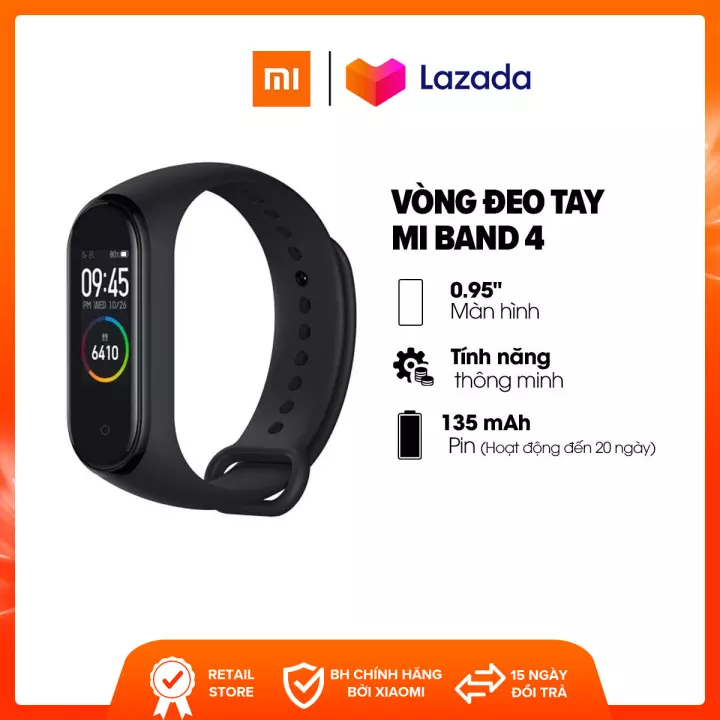 mi
Lazada
VÒNG ĐEO TAY
MI BAND 4
0.95"
Màn hình
Tính năng
thông minh
135 mAh
Pin (Hoạt động đến 20 ngày)
80%
09:45
PM WED 10/26
6410
RETAIL
STORE
BH CHÍNH HÃNG
BỞI XIAOMI
15 NGÀY
ĐỔI TRẢ